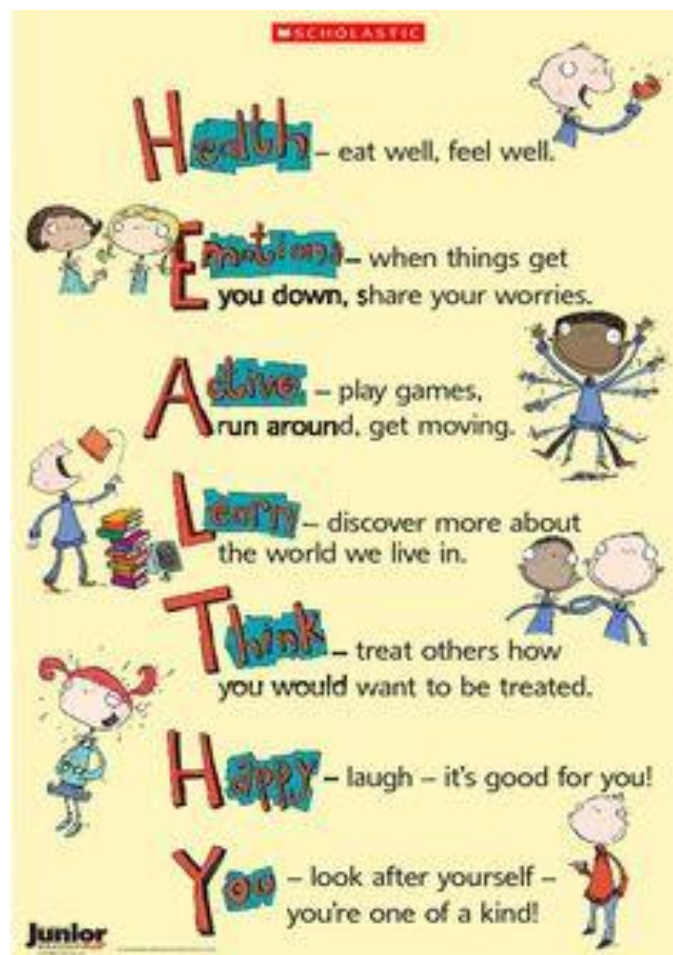 SCHOLASTIC
Health – eat well, feel well.
Emotions – when things get
you down, share your worries.
Active – play games,
run around, get moving.
Learn – discover more about
the world we live in.
Think – treat others how
you would want to be treated.
Happy – laugh – it's good for you!
You – look after yourself –
you're one of a kind!
Junior